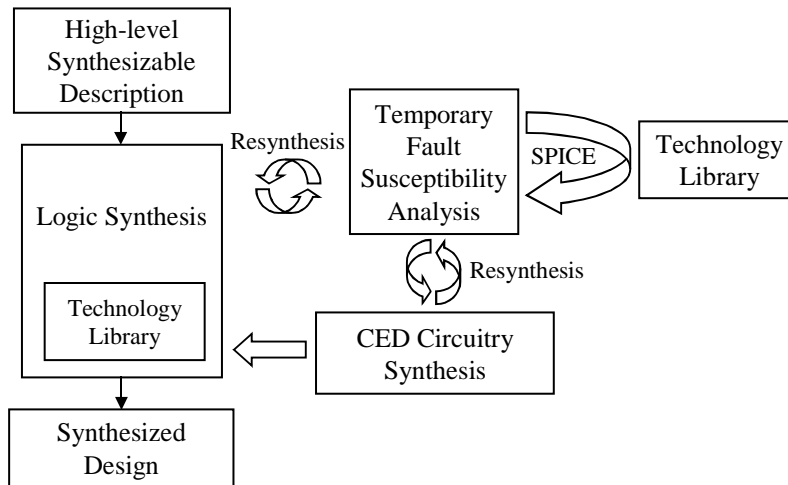 High-level
Synthesizable
Description
Logic Synthesis
Technology
Library
Synthesized
Design
Resynthesis
Temporary
Fault
Susceptibility
Analysis
SPICE
Technology
Library
Resynthesis
CED Circuitry
Synthesis